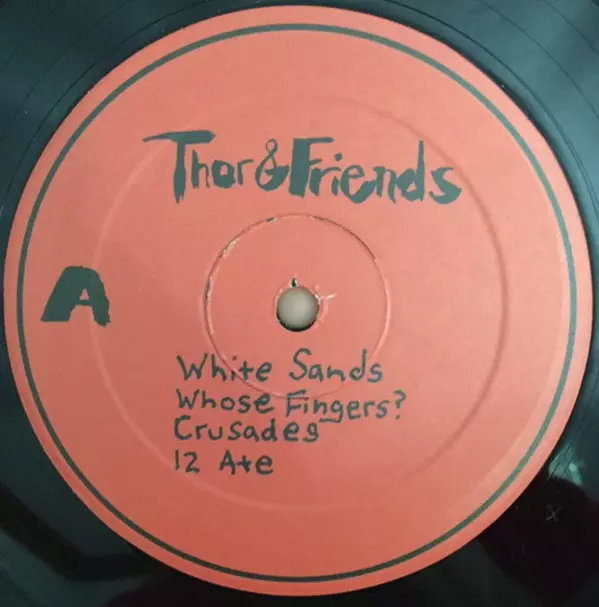 Thor & Friends
A
White Sands
Whose Fingers?
Crusades
12 Ate